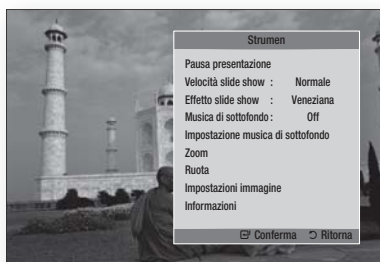 Strumen
Pausa presentazione
Velocità slide show : Normale
Effetto slide show : Veneziana
Musica di sottofondo : Off
Impostazione musica di sottofondo
Zoom
Ruota
Impostazioni immagine
Informazioni
Conferma Ritorna